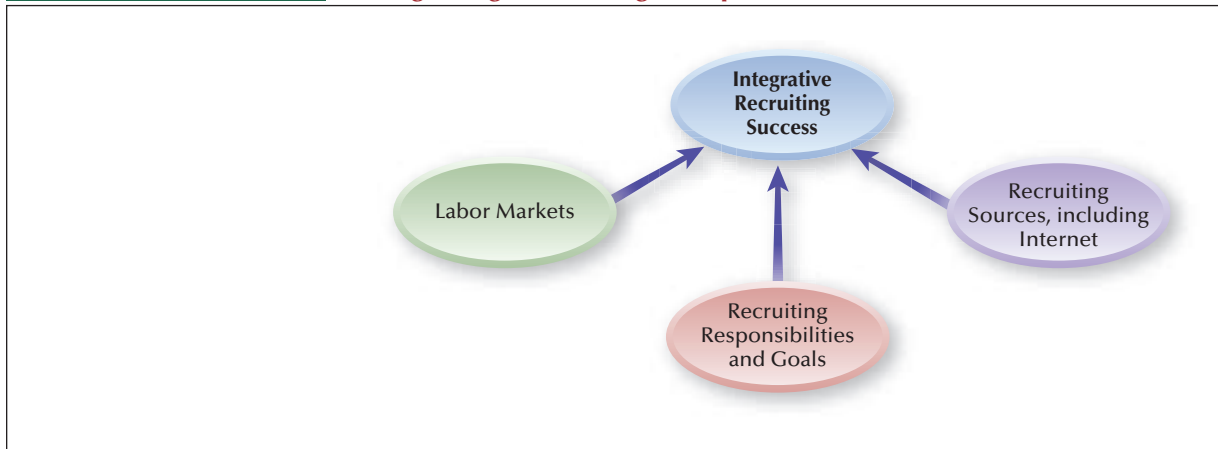 Integrative
Recruiting
Success
Labor Markets
Recruiting
Sources, including
Internet
Recruiting
Responsibilities
and Goals